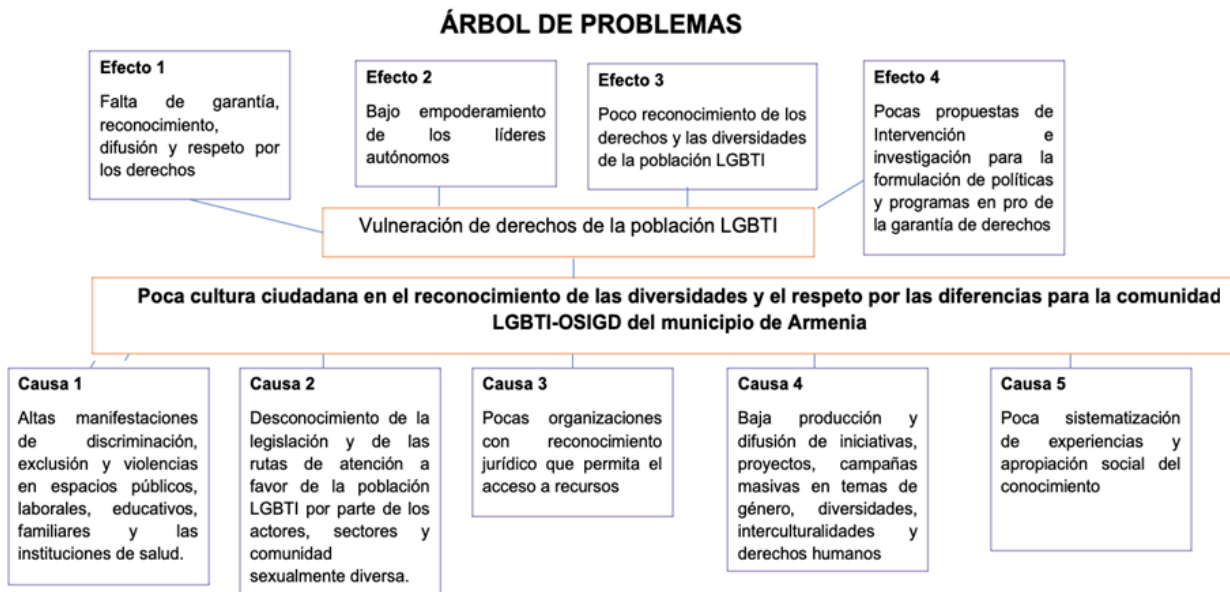 ÁRBOL DE PROBLEMAS
Efecto 1
Falta de garantía,
reconocimiento,
difusión y respeto por
los derechos
Efecto 2
Bajo empoderamiento
de los líderes
autónomos
Efecto 3
Poco reconocimiento de los
derechos y las diversidades
de la población LGBTI
Efecto 4
Pocas propuestas de
Intervención e
investigación para la
formulación de políticas
y programas en pro de
la garantía de derechos
Vulneración de derechos de la población LGBTI
Poca cultura ciudadana en el reconocimiento de las diversidades y el respeto por las diferencias para la comunidad
LGBTI-OSIGD del municipio de Armenia
Causa 1
Altas manifestaciones
de discriminación,
exclusión y violencias
en espacios públicos,
laborales, educativos,
familiares y las
instituciones de salud.
Causa 2
Desconocimiento de la
legislación y de las
rutas de atención a
favor de la población
LGBTI por parte de los
actores, sectores y
comunidad
sexualmente diversa.
Causa 3
Pocas organizaciones
con reconocimiento
jurídico que permita el
acceso a recursos
Causa 4
Baja producción y
difusión de iniciativas,
proyectos, campañas
masivas en temas de
género, diversidades,
interculturalidades y
derechos humanos
Causa 5
Poca sistematización
de experiencias y
apropiación social del
conocimiento